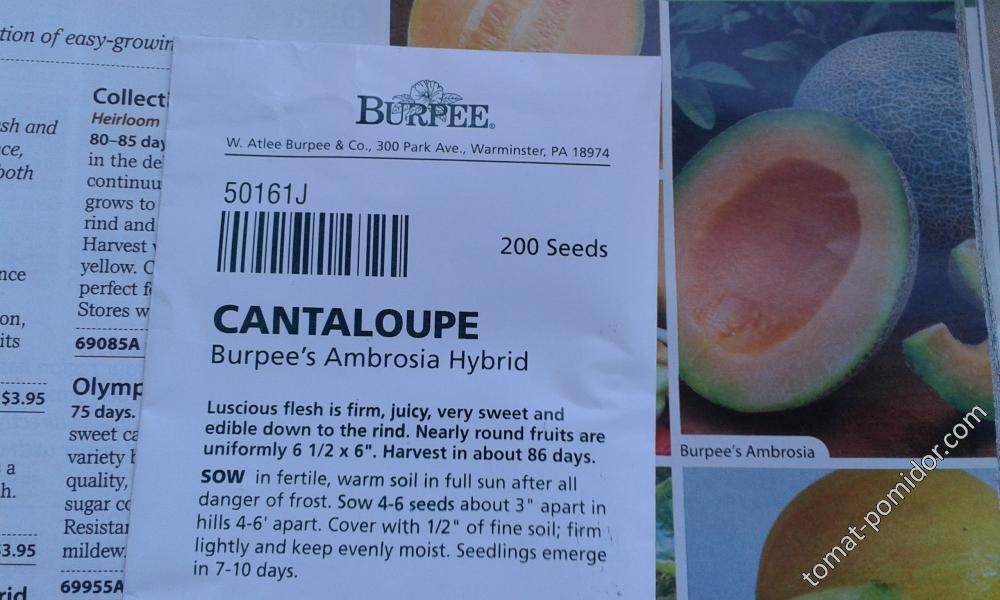 tion of easy-growin
sh and
ce,
both
nce
on,
its
$3.95
a
h.
$3.95
rid
Collecti
Heirloom
80–85 day
in the de
continuu
grows to
rind and
Harvest
yellow. C
perfect f
Stores w
69085A
Olymp
75 days.
sweet ca
variety
quality,
sugar co
Resistan
mildew.
69955A
BURPEE®
W. Atlee Burpee & Co., 300 Park Ave., Warminster, PA 18974
50161J
200 Seeds
CANTALOUPE
Burpee's Ambrosia Hybrid
Luscious flesh is firm, juicy, very sweet and
edible down to the rind. Nearly round fruits are
uniformly 6 1/2 x 6". Harvest in about 86 days.
SOW in fertile, warm soil in full sun after all
danger of frost. Sow 4-6 seeds about 3" apart in
hills 4-6' apart. Cover with 1/2" of fine soil; firm
lightly and keep evenly moist. Seedlings emerge
in 7-10 days.
Burpee's Ambrosia
tomat-pomidor.com